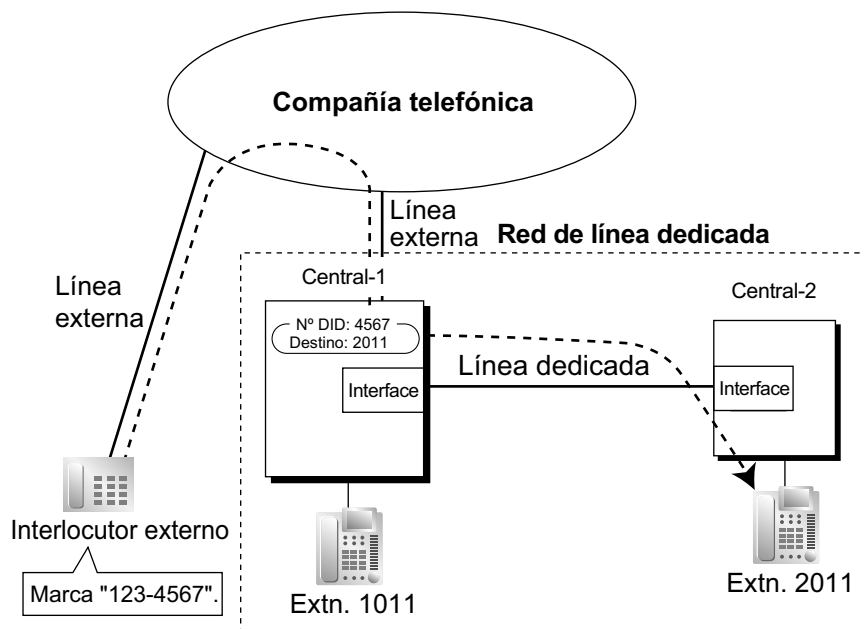 Compañía telefónica
Línea
externa
Red de línea dedicada
Línea
externa
Central-1
Central-2
Nº DID: 4567
Destino: 2011
Línea dedicada
Interface
Interface
Interlocutor externo
Marca "123-4567".
Extn. 1011
Extn. 2011